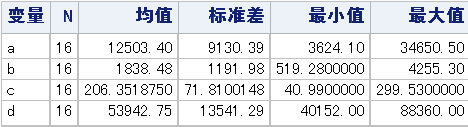 变量 N 均值 标准差 最小值 最大值
a 16 12503.40 9130.39 3624.10 34650.50
b 16 1838.48 1191.98 519.2800000 4255.30
c 16 206.3518750 71.8100148 40.9900000 299.5300000
d 16 53942.75 13541.29 40152.00 88360.00